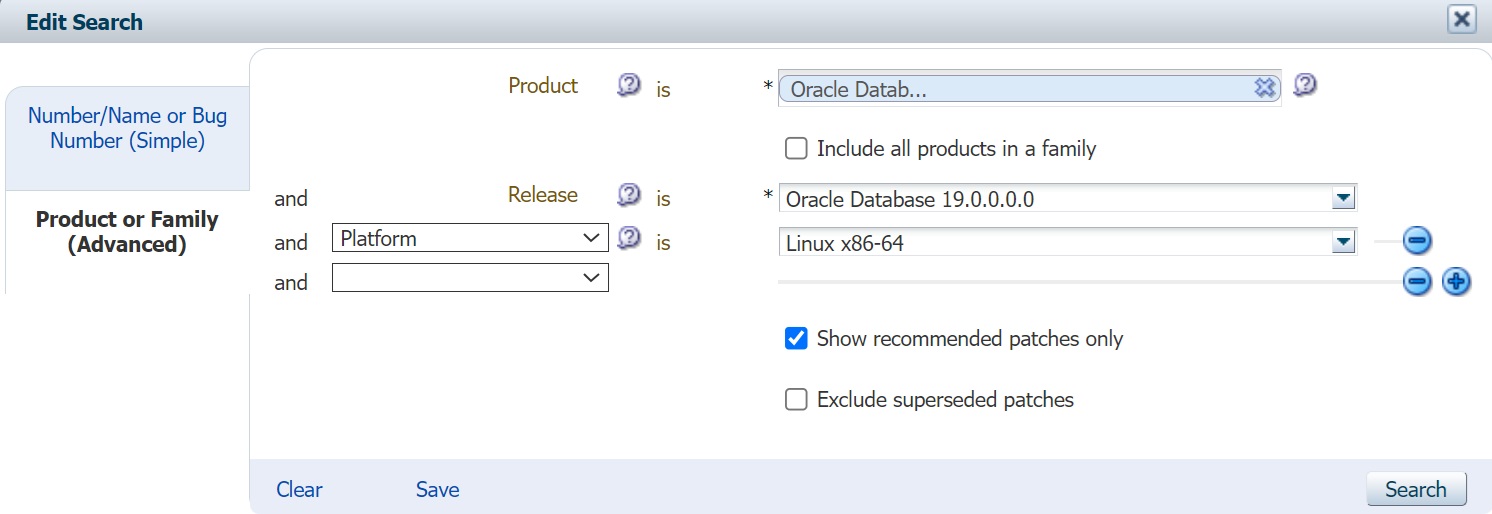 Edit Search
Number/Name or Bug
Number (Simple)
Product or Family
(Advanced)
Product is * Oracle Datab...
Include all products in a family
and Release is * Oracle Database 19.0.0.0.0
and Platform is Linux x86-64
and
Show recommended patches only
Exclude superseded patches
Clear Save Search